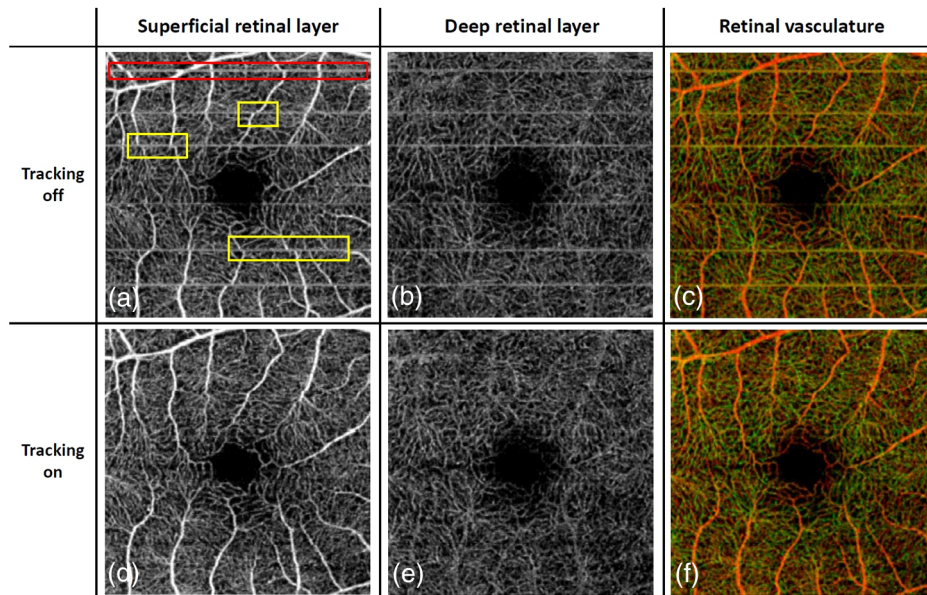 Superficial retinal layer
Deep retinal layer
Retinal vasculature
Tracking
off
(a)
(b)
(c)
Tracking
on
(d)
(e)
(f)